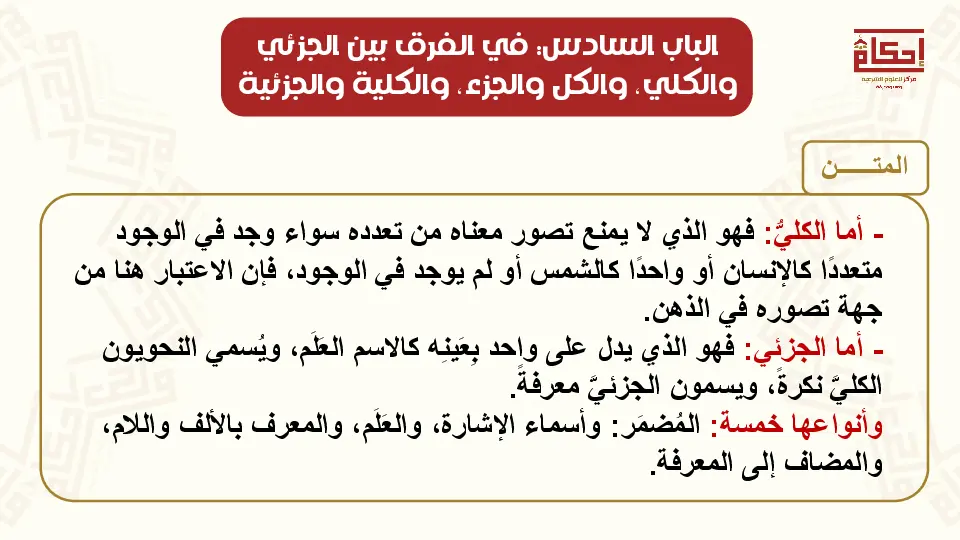 الباب السادس: في الفرق بين الجزئي
والكلي، والكل والجزء، والكلية والجزئية
إحكام
مركز للعلوم الشرعية
المتـــــن
- أما الكليُّ: فهو الذي لا يمنع تصور معناه من تعدده سواء وجد في الوجود
متعددًا كالإنسان أو واحدًا كالشمس أو لم يوجد في الوجود، فإن الاعتبار هنا من
جهة تصوره في الذهن.
- أما الجزئي: فهو الذي يدل على واحد بِعَينِه كالاسم العَلَم، ويُسمي النحويون
الكليَّ نكرةً، ويسمون الجزئيَّ معرفةً.
وأنواعها خمسة: المُضمَر: وأسماء الإشارة، والعَلَم، والمعرف بالألف واللام،
والمضاف إلى المعرفة.